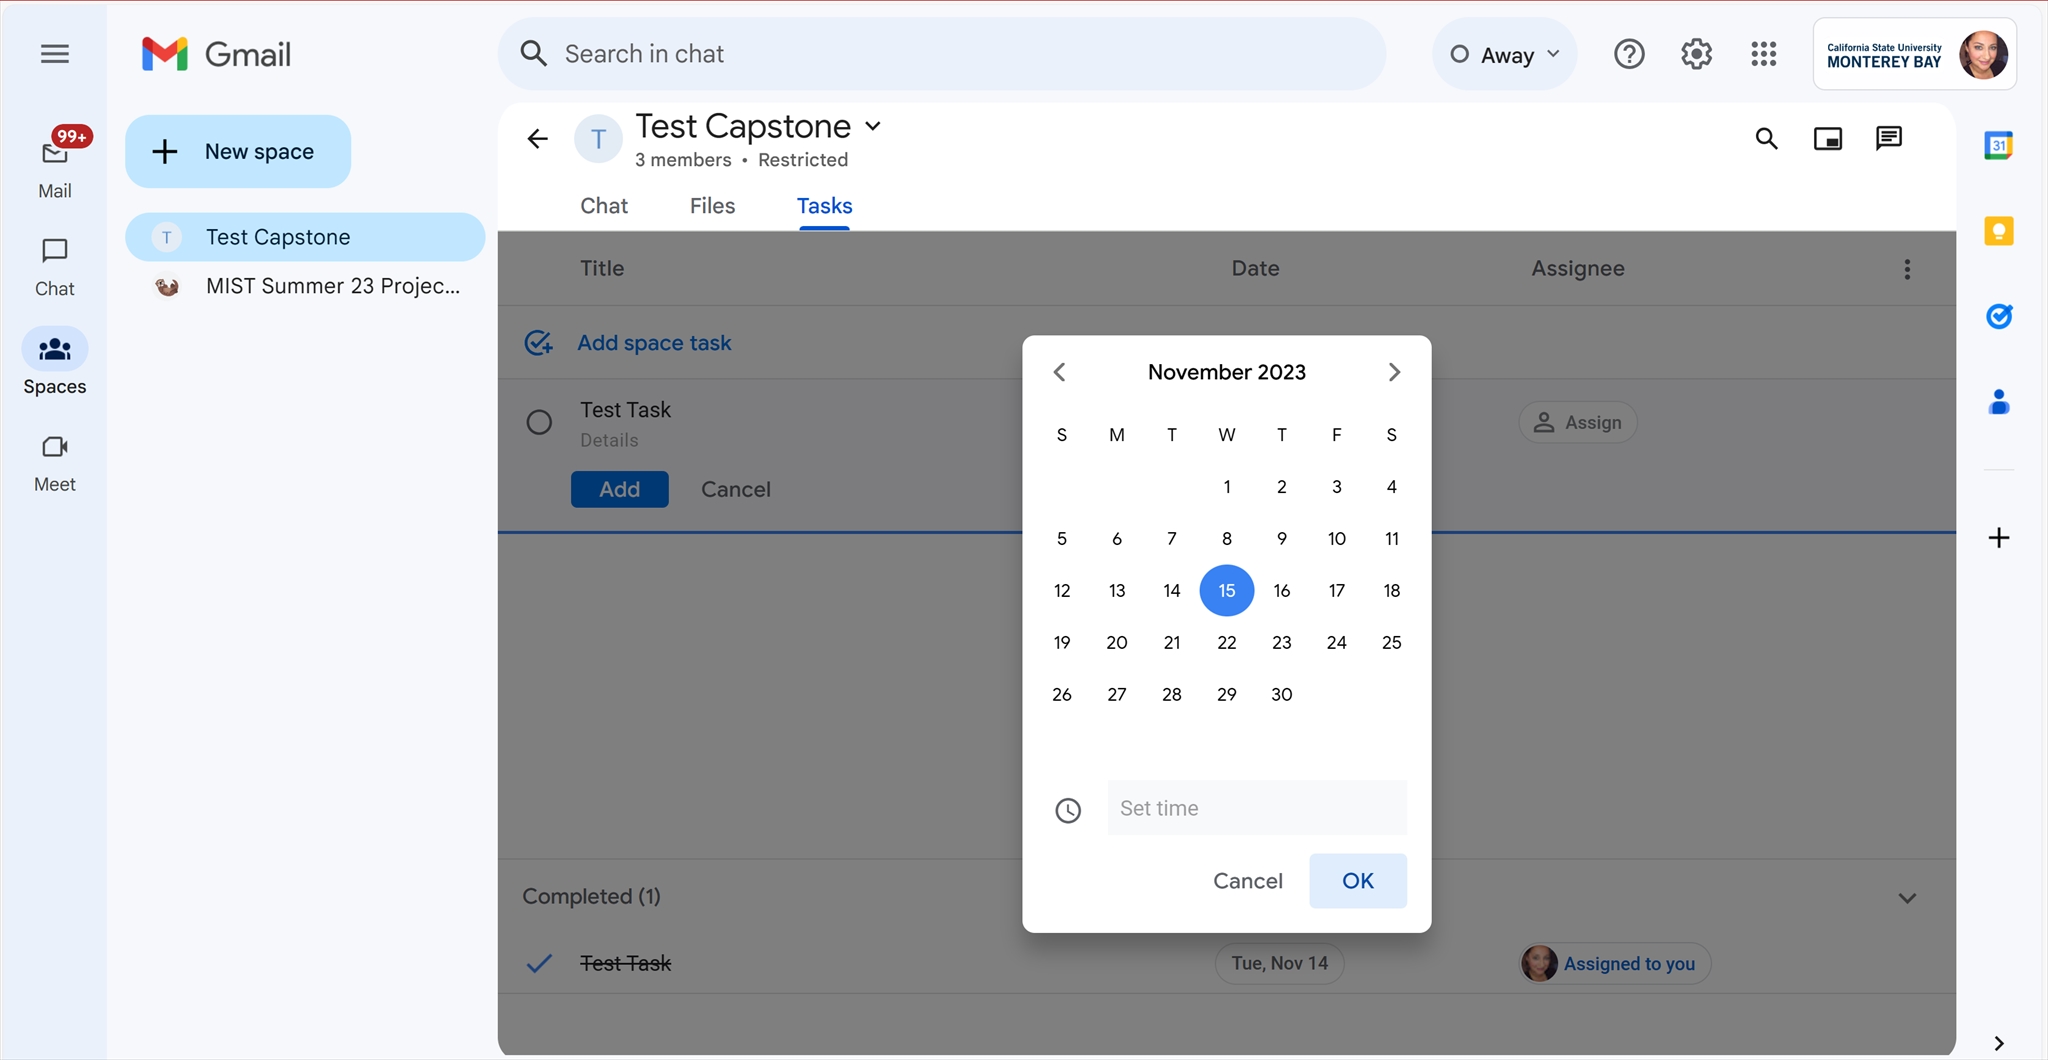 Gmail
Search in chat
Away
California State University
MONTEREY BAY
99+
Mail
Chat
Spaces
Meet
New space
T Test Capstone
MIST Summer 23 Projec...
T
Test Capstone
3 members • Restricted
Chat Files Tasks
Title Date Assignee
Add space task
Test Task
Details
Assign
Add Cancel
November 2023
S M T W T F S
1 2 3 4
5 6 7 8 9 10 11
12 13 14 15 16 17 18
19 20 21 22 23 24 25
26 27 28 29 30
Set time
Cancel OK
Completed (1)
Test Task Tue, Nov 14 Assigned to you
31